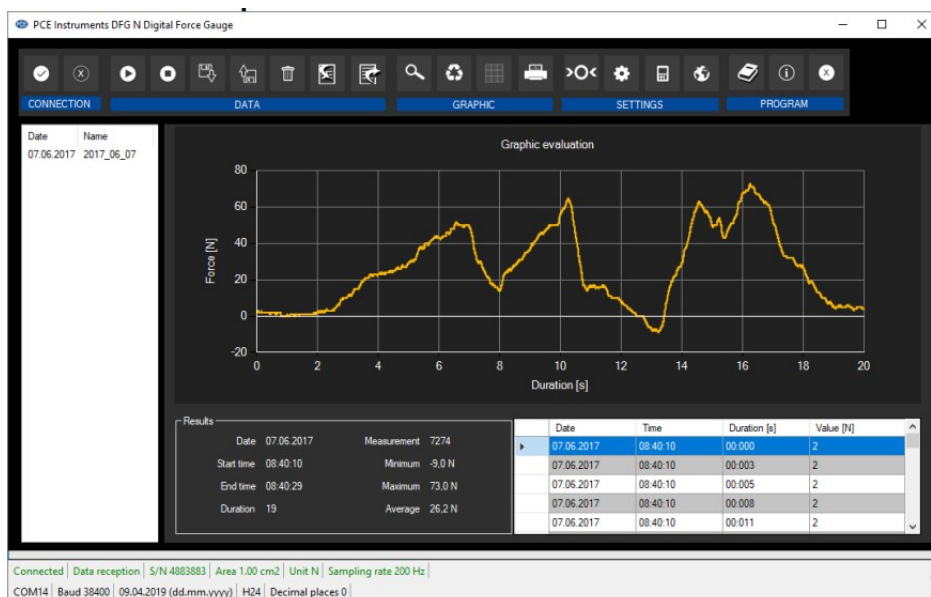 PCE Instruments DFG N Digital Force Gauge
CONNECTION DATA GRAPHIC SETTINGS PROGRAM
Date Name
07.06.2017 2017_06_07
Graphic evaluation
80
60
40
20
0
-20
Force [N]
0 2 4 6 8 10 12 14 16 18 20
Duration [s]
Results
Date 07.06.2017 Measurement 7274
Start time 08:40:10 Minimum -9,0 N
End time 08:40:29 Maximum 73,0 N
Duration 19 Average 26,2 N
Date Time Duration [s] Value [N]
07.06.2017 08:40:10 00:000 2
07.06.2017 08:40:10 00:003 2
07.06.2017 08:40:10 00:005 2
07.06.2017 08:40:10 00:008 2
07.06.2017 08:40:10 00:011 2
Connected Data reception S/N 4883883 Area 1.00 cm2 Unit N Sampling rate 200 Hz
COM14 Baud 38400 09.04.2019 (dd.mm.yyyy) H24 Decimal places 0